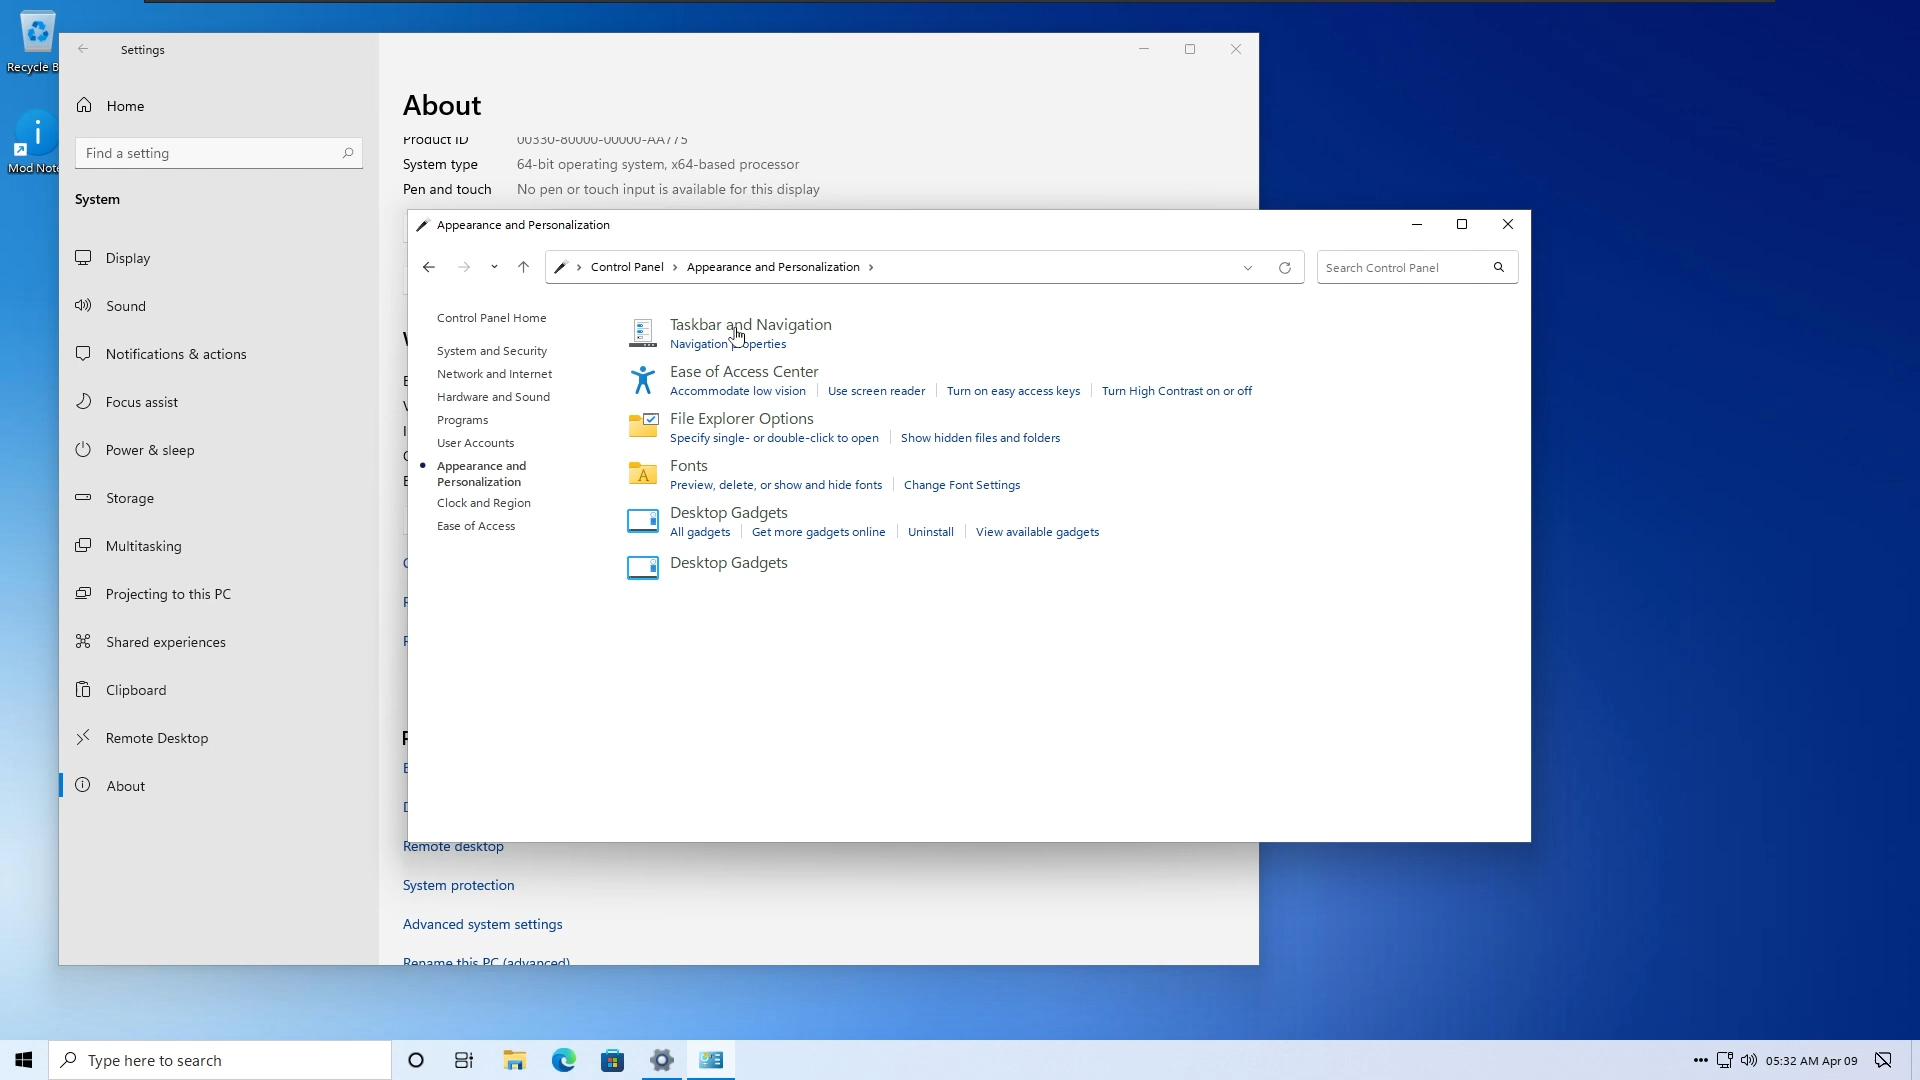 Recycle B
Mod Note
Settings
Home
Find a setting
System
Display
Sound
Notifications & actions
Focus assist
Power & sleep
Storage
Multitasking
Projecting to this PC
Shared experiences
Clipboard
Remote Desktop
About
About
Product ID 00330-80000-00000-AA775
System type 64-bit operating system, x64-based processor
Pen and touch No pen or touch input is available for this display
Appearance and Personalization
Control Panel Appearance and Personalization
Search Control Panel
Control Panel Home
System and Security
Network and Internet
Hardware and Sound
Programs
User Accounts
Appearance and
Personalization
Clock and Region
Ease of Access
Taskbar and Navigation
Navigation properties
Ease of Access Center
Accommodate low vision Use screen reader Turn on easy access keys Turn High Contrast on or off
File Explorer Options
Specify single- or double-click to open Show hidden files and folders
Fonts
Preview, delete, or show and hide fonts Change Font Settings
Desktop Gadgets
All gadgets Get more gadgets online Uninstall View available gadgets
Desktop Gadgets
Remote desktop
System protection
Advanced system settings
Rename this PC (advanced)
Type here to search
05:32 AM Apr 09